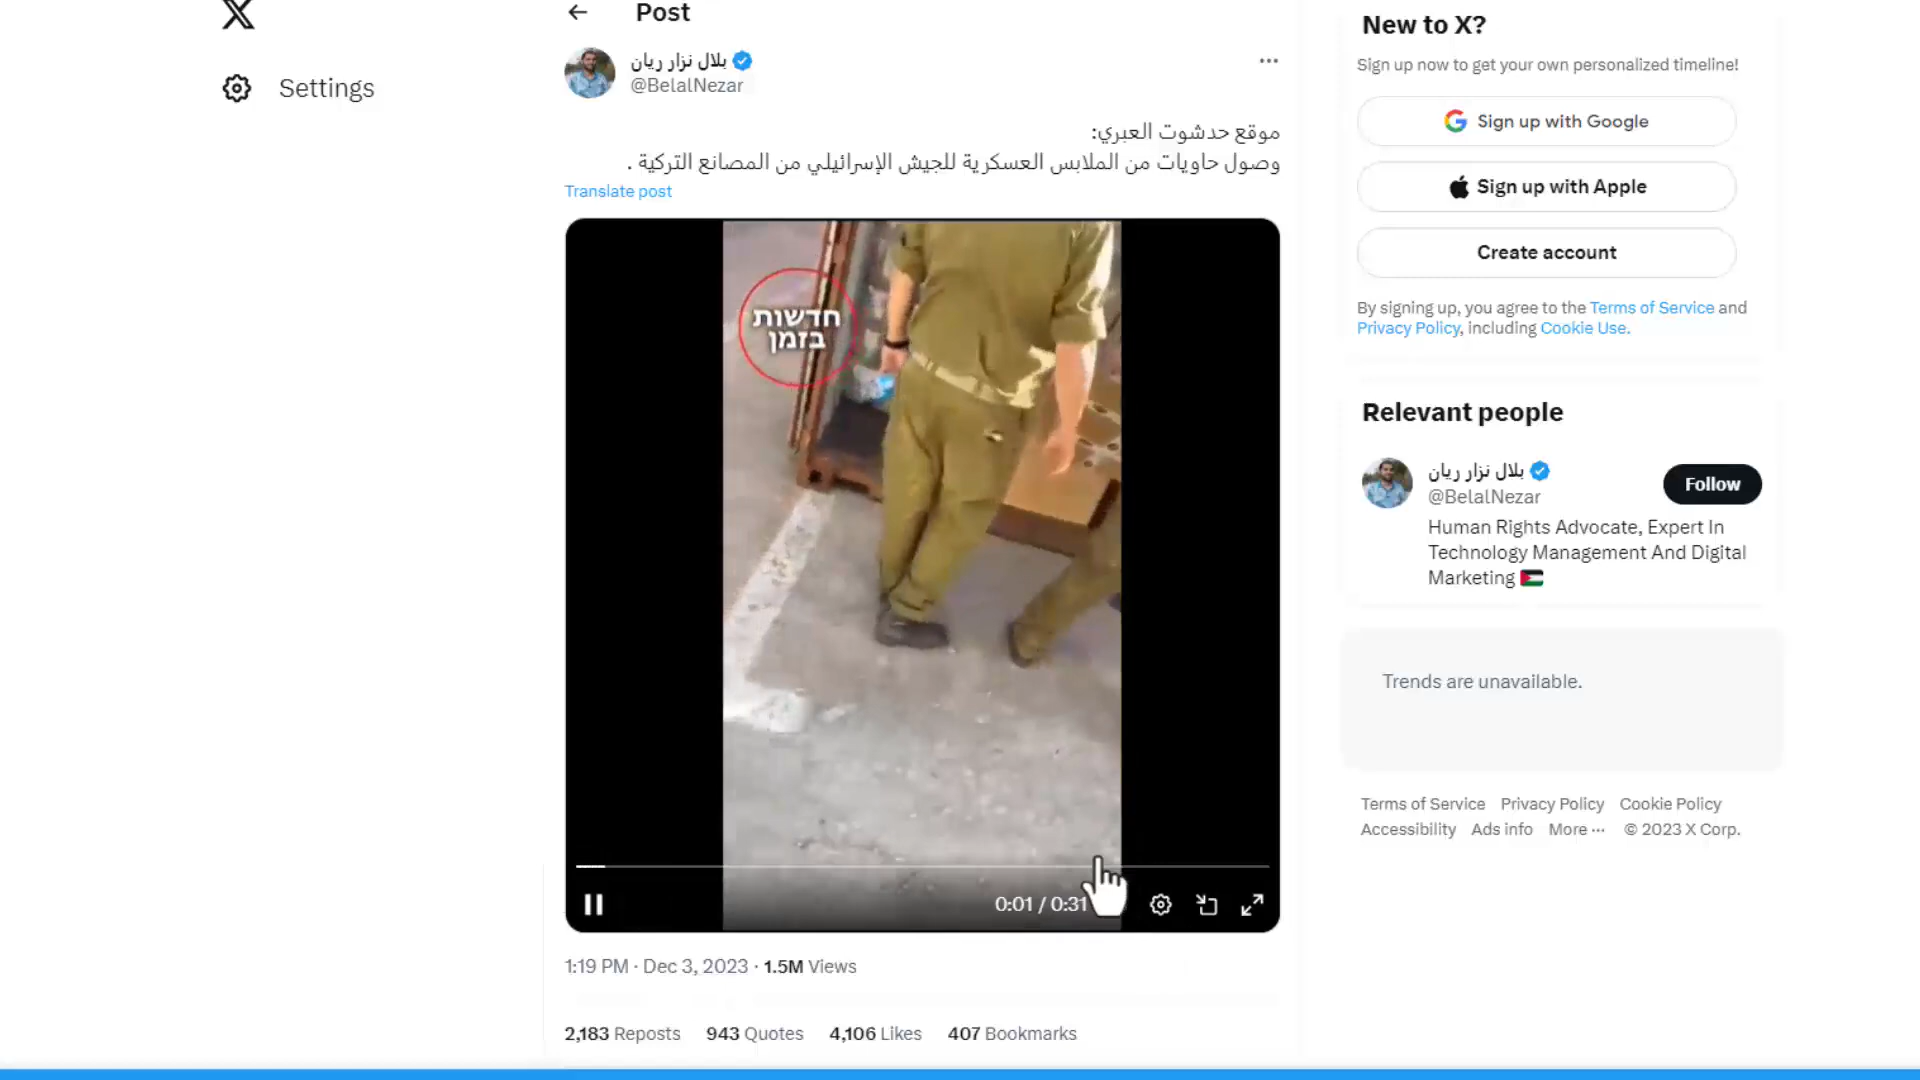 Post
Settings
بلال نزار ريان
@BelalNezar
موقع حدشوت العبري:
وصول حاويات من الملابس العسكرية للجيش الإسرائيلي من المصانع التركية .
Translate post
חדשות
בזמן
0:01 / 0:31
1:19 PM · Dec 3, 2023 · 1.5M Views
2,183 Reposts 943 Quotes 4,106 Likes 407 Bookmarks
New to X?
Sign up now to get your own personalized timeline!
Sign up with Google
Sign up with Apple
Create account
By signing up, you agree to the Terms of Service and
Privacy Policy, including Cookie Use.
Relevant people
بلال نزار ريان
@BelalNezar
Follow
Human Rights Advocate, Expert In
Technology Management And Digital
Marketing
Trends are unavailable.
Terms of Service Privacy Policy Cookie Policy
Accessibility Ads info More ··· © 2023 X Corp.